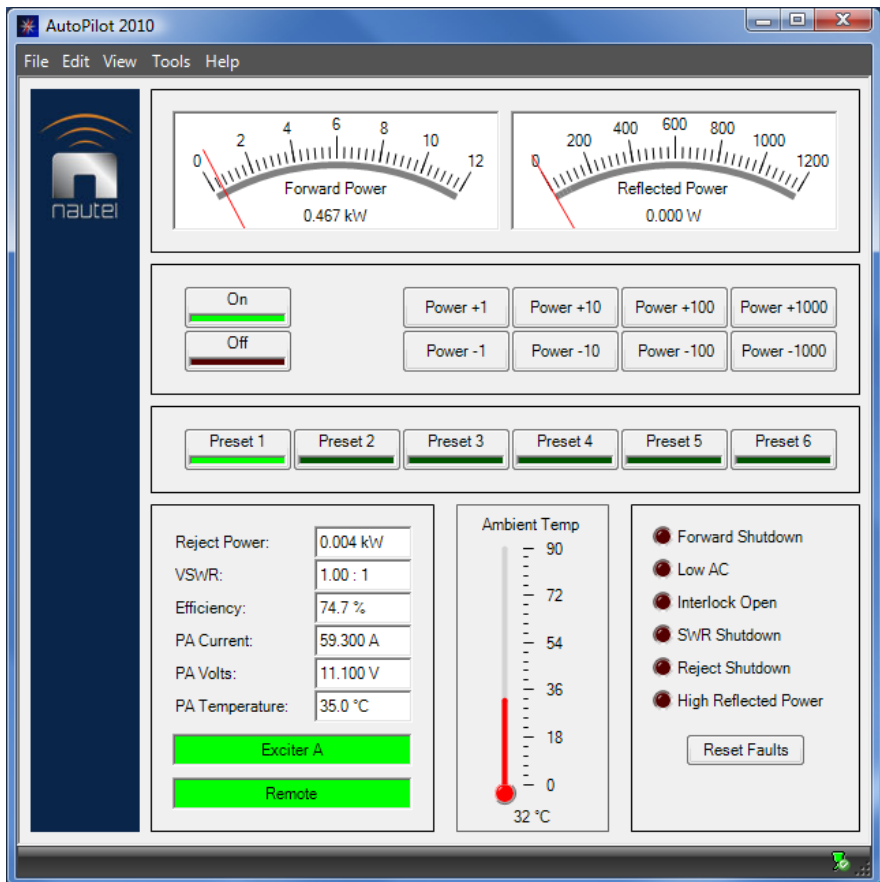 AutoPilot 2010
File Edit View Tools Help
nautel
0 2 4 6 8 10 12
Forward Power
0.467 kW
0 200 400 600 800 1000 1200
Reflected Power
0.000 W
On
Off
Power +1 Power +10 Power +100 Power +1000
Power -1 Power -10 Power -100 Power -1000
Preset 1 Preset 2 Preset 3 Preset 4 Preset 5 Preset 6
Reject Power: 0.004 kW
VSWR: 1.00 : 1
Efficiency: 74.7 %
PA Current: 59.300 A
PA Volts: 11.100 V
PA Temperature: 35.0 °C
Exciter A
Remote
Ambient Temp
90
72
54
36
18
0
32 °C
Forward Shutdown
Low AC
Interlock Open
SWR Shutdown
Reject Shutdown
High Reflected Power
Reset Faults